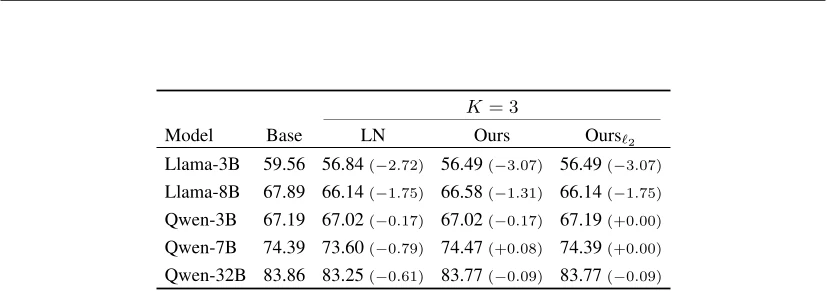 K = 3
Model Base LN Ours Oursℓ₂
Llama-3B 59.56 56.84 (−2.72) 56.49 (−3.07) 56.49 (−3.07)
Llama-8B 67.89 66.14 (−1.75) 66.58 (−1.31) 66.14 (−1.75)
Qwen-3B 67.19 67.02 (−0.17) 67.02 (−0.17) 67.19 (+0.00)
Qwen-7B 74.39 73.60 (−0.79) 74.47 (+0.08) 74.39 (+0.00)
Qwen-32B 83.86 83.25 (−0.61) 83.77 (−0.09) 83.77 (−0.09)